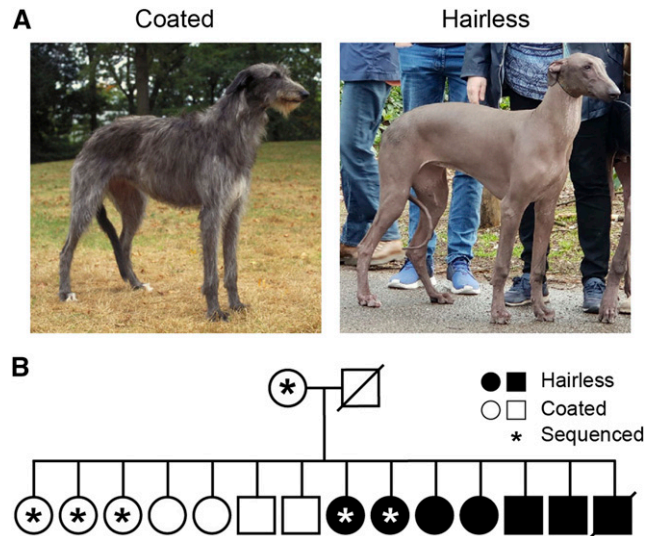 A Coated Hairless
B
Hairless
Coated
* Sequenced